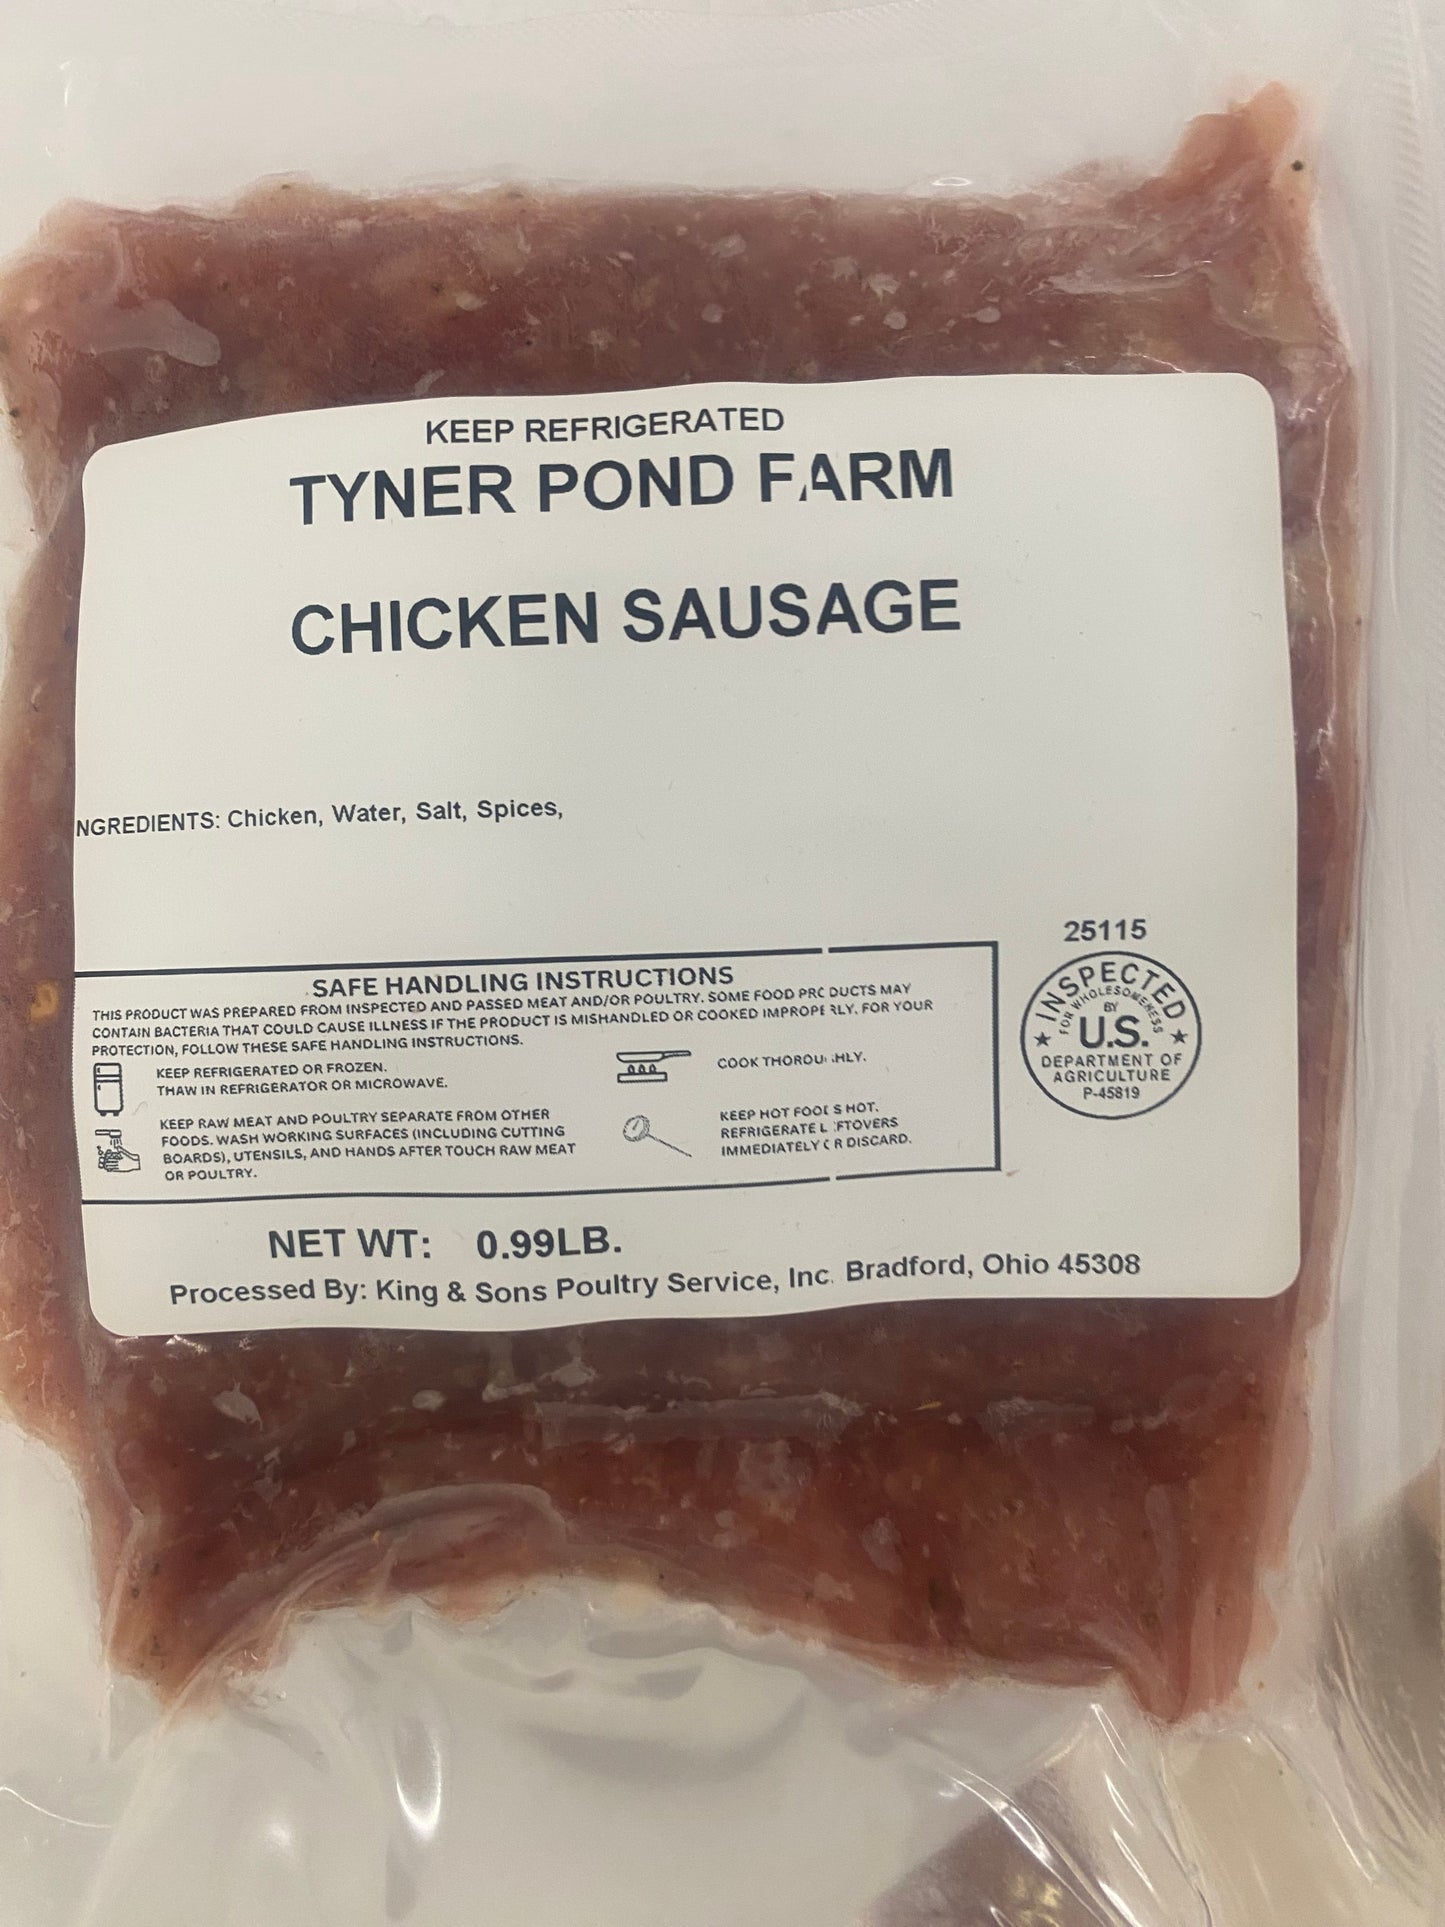 KEEP REFRIGERATED
TYNER POND FARM
CHICKEN SAUSAGE
NGREDIENTS: Chicken, Water, Salt, Spices,
25115
SAFE HANDLING INSTRUCTIONS
THIS PRODUCT WAS PREPARED FROM INSPECTED AND PASSED MEAT AND/OR POULTRY. SOME FOOD PRODUCTS MAY
CONTAIN BACTERIA THAT COULD CAUSE ILLNESS IF THE PRODUCT IS MISHANDLED OR COOKED IMPROPERLY. FOR YOUR
PROTECTION, FOLLOW THESE SAFE HANDLING INSTRUCTIONS.
KEEP REFRIGERATED OR FROZEN.
THAW IN REFRIGERATOR OR MICROWAVE.
COOK THOROUGHLY.
KEEP RAW MEAT AND POULTRY SEPARATE FROM OTHER
FOODS. WASH WORKING SURFACES (INCLUDING CUTTING
BOARDS), UTENSILS, AND HANDS AFTER TOUCH RAW MEAT
OR POULTRY.
KEEP HOT FOODS HOT.
REFRIGERATE LEFTOVERS
IMMEDIATELY OR DISCARD.
INSPECTED
FOR WHOLESOMENESS
BY
U.S.
DEPARTMENT OF
AGRICULTURE
P-45819
NET WT: 0.99LB.
Processed By: King & Sons Poultry Service, Inc. Bradford, Ohio 45308